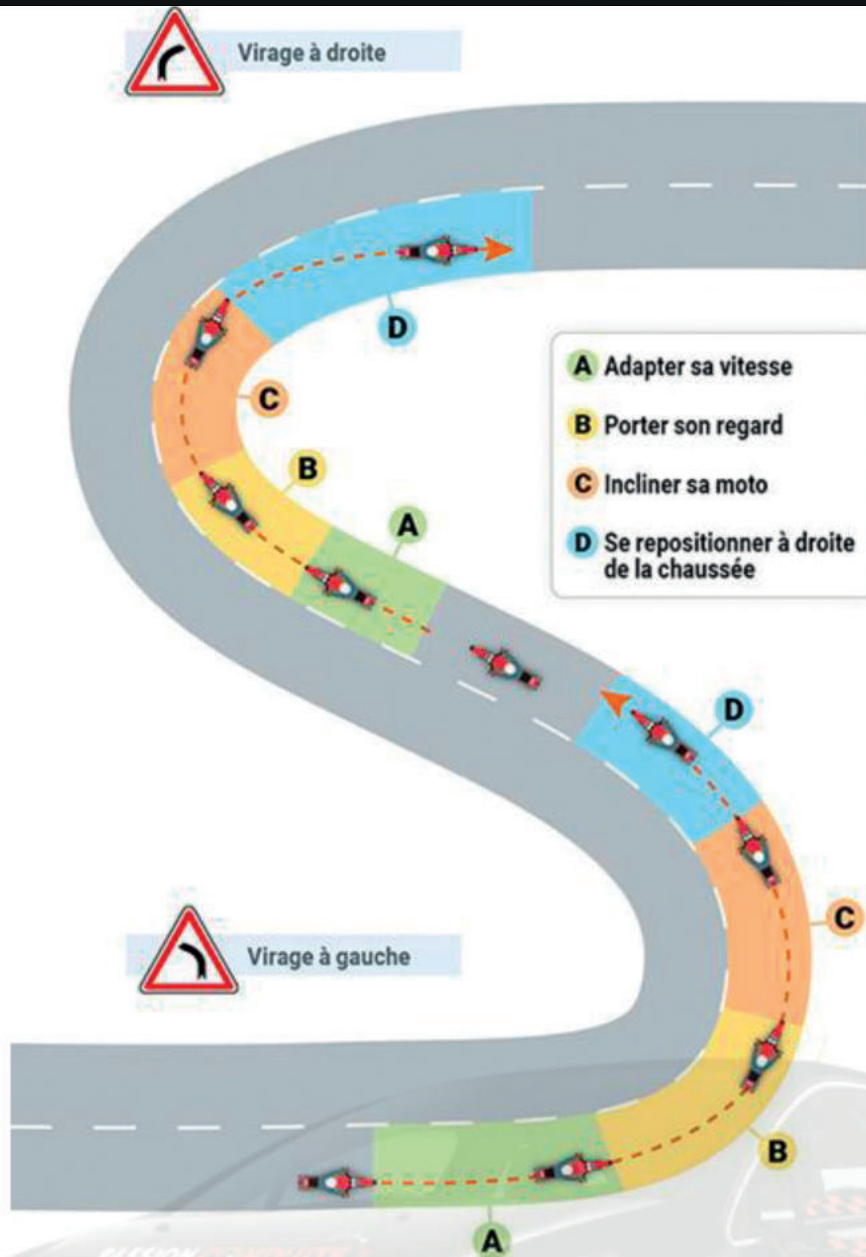 Virage à droite
D
C
B
A
A Adapter sa vitesse
B Porter son regard
C Incliner sa moto
D Se repositionner à droite
de la chaussée
D
C
Virage à gauche
B
A